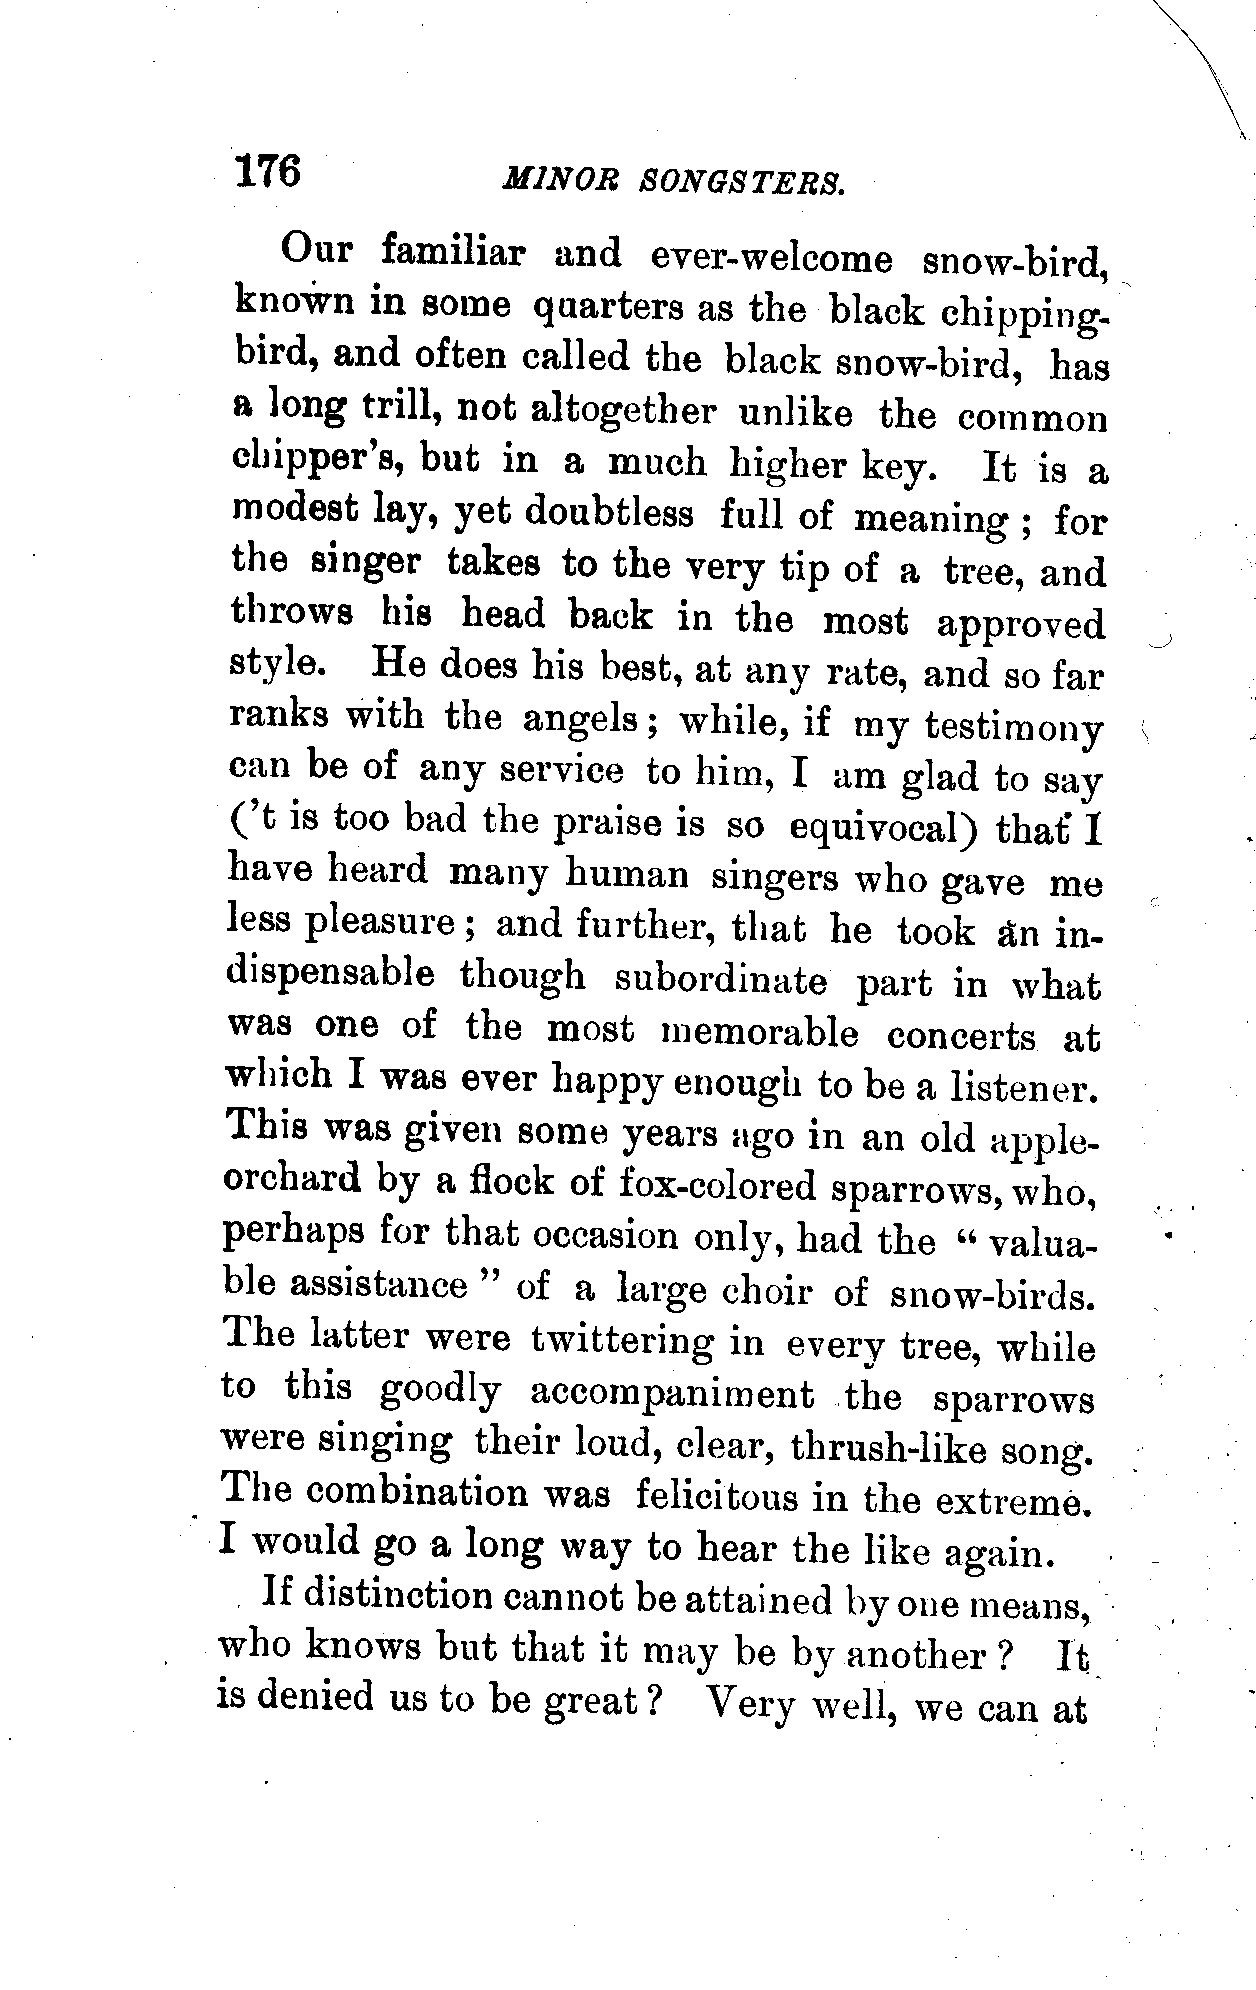 176 MINOR SONGSTERS.
Our familiar and ever-welcome snow-bird,
known in some quarters as the black chipping-
bird, and often called the black snow-bird, has
a long trill, not altogether unlike the common
chipper's, but in a much higher key. It is a
modest lay, yet doubtless full of meaning; for
the singer takes to the very tip of a tree, and
throws his head back in the most approved
style. He does his best, at any rate, and so far
ranks with the angels; while, if my testimony
can be of any service to him, I am glad to say
('t is too bad the praise is so equivocal) that I
have heard many human singers who gave me
less pleasure; and further, that he took an in-
dispensable though subordinate part in what
was one of the most memorable concerts at
which I was ever happy enough to be a listener.
This was given some years ago in an old apple-
orchard by a flock of fox-colored sparrows, who,
perhaps for that occasion only, had the "valua-
ble assistance" of a large choir of snow-birds.
The latter were twittering in every tree, while
to this goodly accompaniment the sparrows
were singing their loud, clear, thrush-like song.
The combination was felicitous in the extreme.
I would go a long way to hear the like again.
If distinction cannot be attained by one means,
who knows but that it may be by another? It
is denied us to be great? Very well, we can at